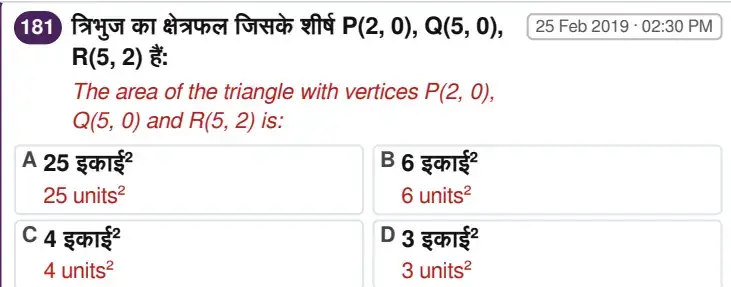 181 त्रिभुज का क्षेत्रफल जिसके शीर्ष P(2, 0), Q(5, 0), 25 Feb 2019 · 02:30 PM
R(5, 2) हैं:
The area of the triangle with vertices P(2, 0),
Q(5, 0) and R(5, 2) is:
A 25 इकाई² B 6 इकाई²
25 units² 6 units²
C 4 इकाई² D 3 इकाई²
4 units² 3 units²